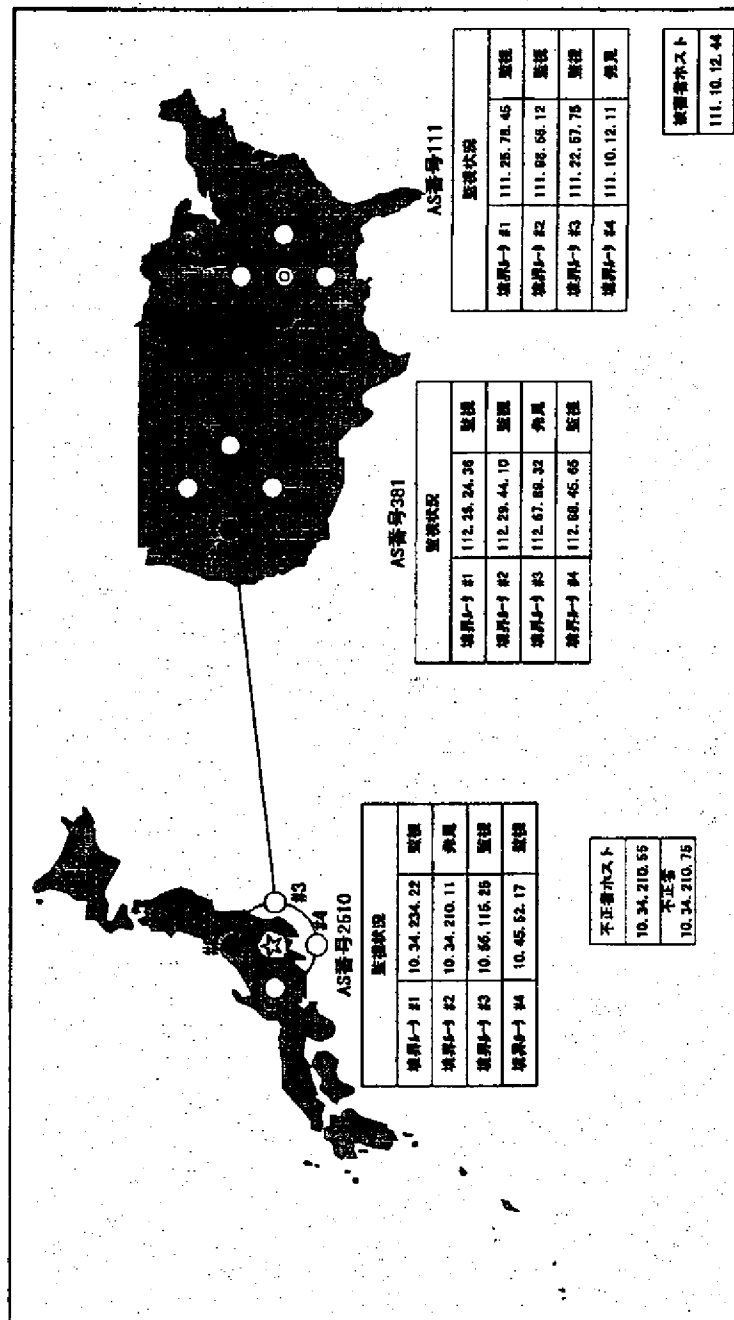 #3
#4
AS番号2510
監視状況
境界ルータ #1 10.34.234.22 監視
境界ルータ #2 10.34.210.11 発見
境界ルータ #3 10.56.115.25 監視
境界ルータ #4 10.45.52.17 監視
不正者ホスト
10.34.210.55
不正者
10.34.210.75
AS番号381
監視状況
境界ルータ #1 112.25.24.36 監視
境界ルータ #2 112.29.44.10 監視
境界ルータ #3 112.67.89.32 発見
境界ルータ #4 112.88.45.65 監視
AS番号111
監視状況
境界ルータ #1 111.25.78.45 監視
境界ルータ #2 監視
境界ルータ #3 111.22.57.75 監視
境界ルータ #4 111.10.12.11 発見
被害者ホスト
111.10.12.44